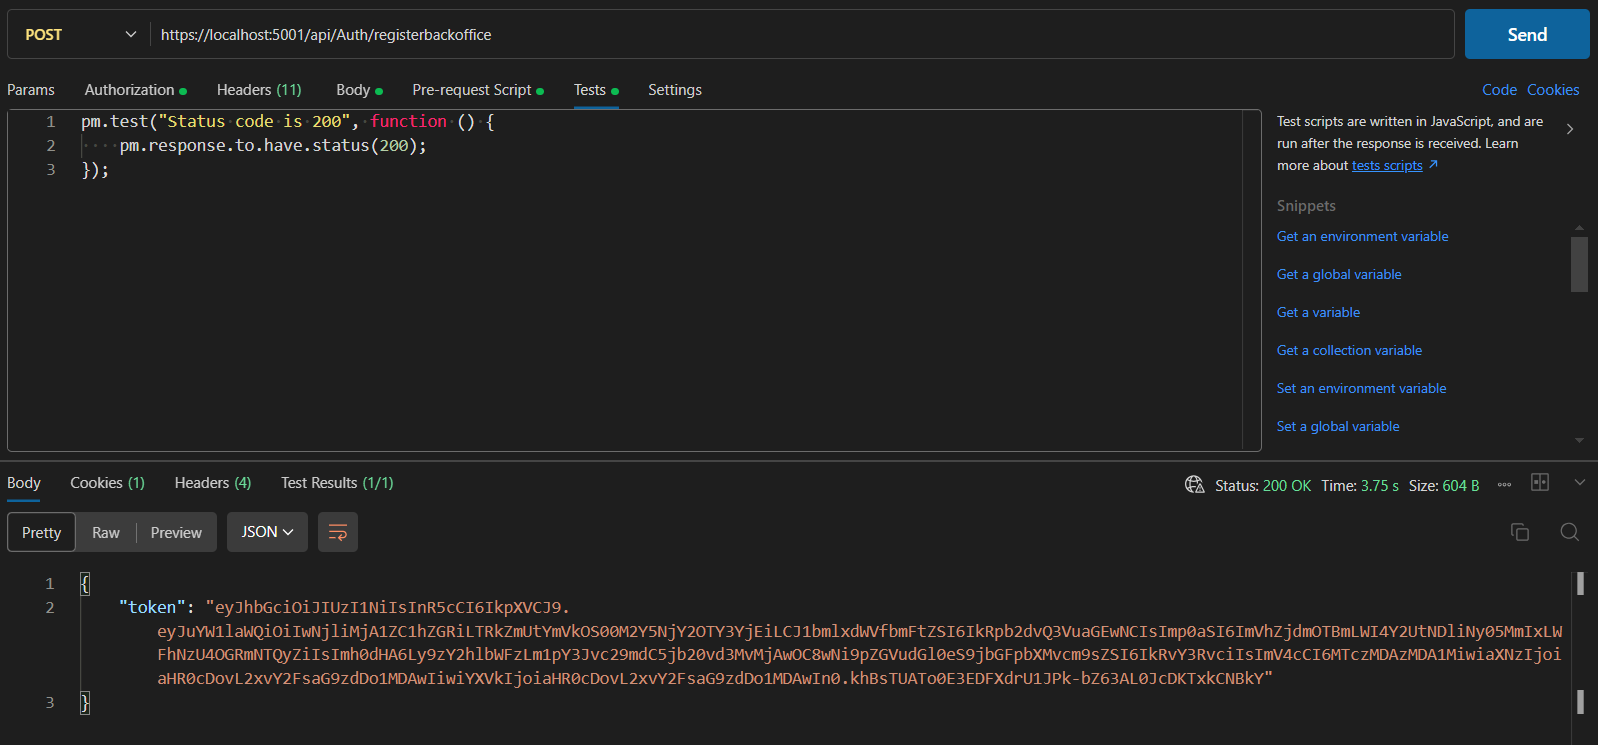 POST
https://localhost:5001/api/Auth/registerbackoffice
Send
Params Authorization Headers (11) Body Pre-request Script Tests Settings Code Cookies
1 pm.test("Status code is 200", function () {
2 pm.response.to.have.status(200);
3 });
Test scripts are written in JavaScript, and are
run after the response is received. Learn
more about tests scripts ↗
Snippets
Get an environment variable
Get a global variable
Get a variable
Get a collection variable
Set an environment variable
Set a global variable
Body Cookies (1) Headers (4) Test Results (1/1) Status: 200 OK Time: 3.75 s Size: 604 B
Pretty Raw Preview JSON
1 {
2 "token": "eyJhbGciOiJIUzI1NiIsInR5cCI6IkpXVCJ9.
eyJuYW1laWQiOiIwNjliMjA1ZC1hZGRiLTRkZmUtYmVkOS00M2Y5NjY2OTY3YjEiLCJ1bmlxdWVfbmFtZSI6IkRpb2dvQ3VuaGEwNCIsImp0aSI6ImVhZjdmOTBmLWI4Y2UtNDliNy05MmIxLW
FhNzU4OGRmNTQyZiIsImh0dHA6Ly9zY2hlbWFzLm1pY3Jvc29mdC5jb20vd3MvMjAwOC8wNi9pZGVudGl0eS9jbGFpbXMvcm9sZSI6IkRvY3RvciIsImV4cCI6MTczMDAzMDA1MiwiaXNzIjoi
aHR0cDovL2xvY2FsaG9zdDo1MDAwIiwiYXVkIjoiaHR0cDovL2xvY2FsaG9zdDo1MDAwIn0.khBsTUATo0E3EDFXdrU1JPk-bZ63AL0JcDKTxkCNBkY"
3 }